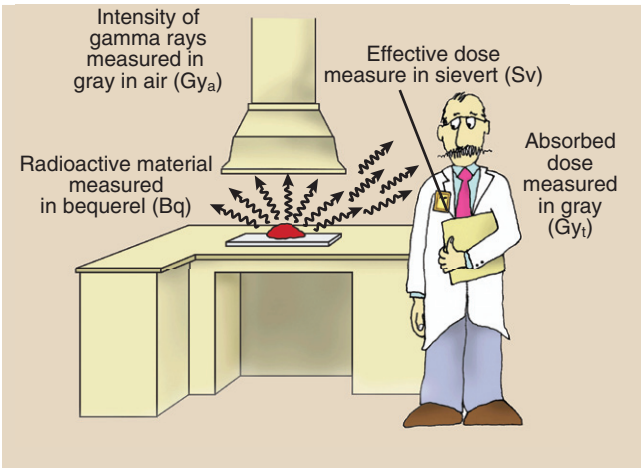 Intensity of
gamma rays
measured in
gray in air (Gya)
Effective dose
measure in sievert (Sv)
Radioactive material
measured
in bequerel (Bq)
Absorbed
dose
measured
in gray
(Gyt)